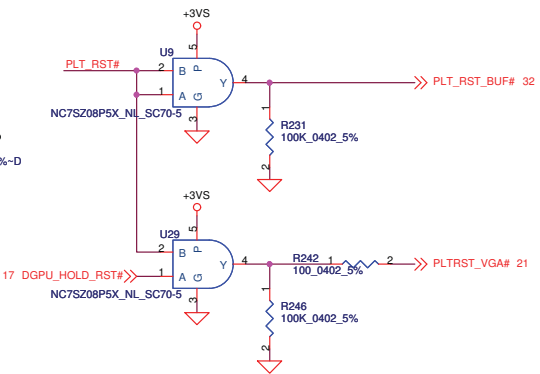 +3VS
5
U9
PLT_RST#
2
B
P
4
PLT_RST_BUF# 32
Y
1
A
G
NC7SZ08P5X_NL_SC70-5
3
1
R231
100K_0402_5%
%~D
2
+3VS
5
U29
2
B
P
4
R242
1
2
PLTRST_VGA# 21
Y
100_0402_5%
17 DGPU_HOLD_RST#
1
A
G
NC7SZ08P5X_NL_SC70-5
3
1
R246
100K_0402_5%
2